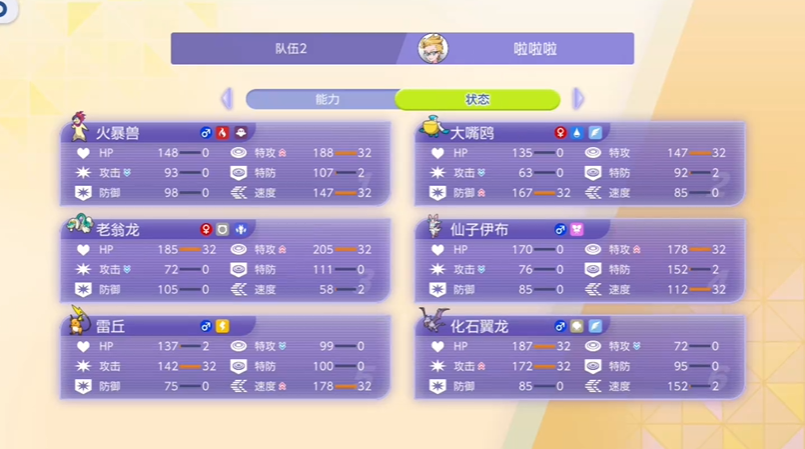 队伍2 啦啦啦
能力 状态
火暴兽
HP 148 0 特攻 188 32
攻击 93 0 特防 107 2
防御 98 0 速度 147 32
大嘴鸥
HP 135 0 特攻 147 32
攻击 63 0 特防 92 2
防御 167 32 速度 85 0
老翁龙
HP 185 32 特攻 205 32
攻击 72 0 特防 111 0
防御 105 0 速度 58 2
仙子伊布
HP 170 0 特攻 178 32
攻击 76 0 特防 152 2
防御 85 0 速度 112 32
雷丘
HP 137 2 特攻 99 0
攻击 142 32 特防 100 0
防御 75 0 速度 178 32
化石翼龙
HP 187 32 特攻 72 0
攻击 172 32 特防 95 0
防御 85 0 速度 152 2